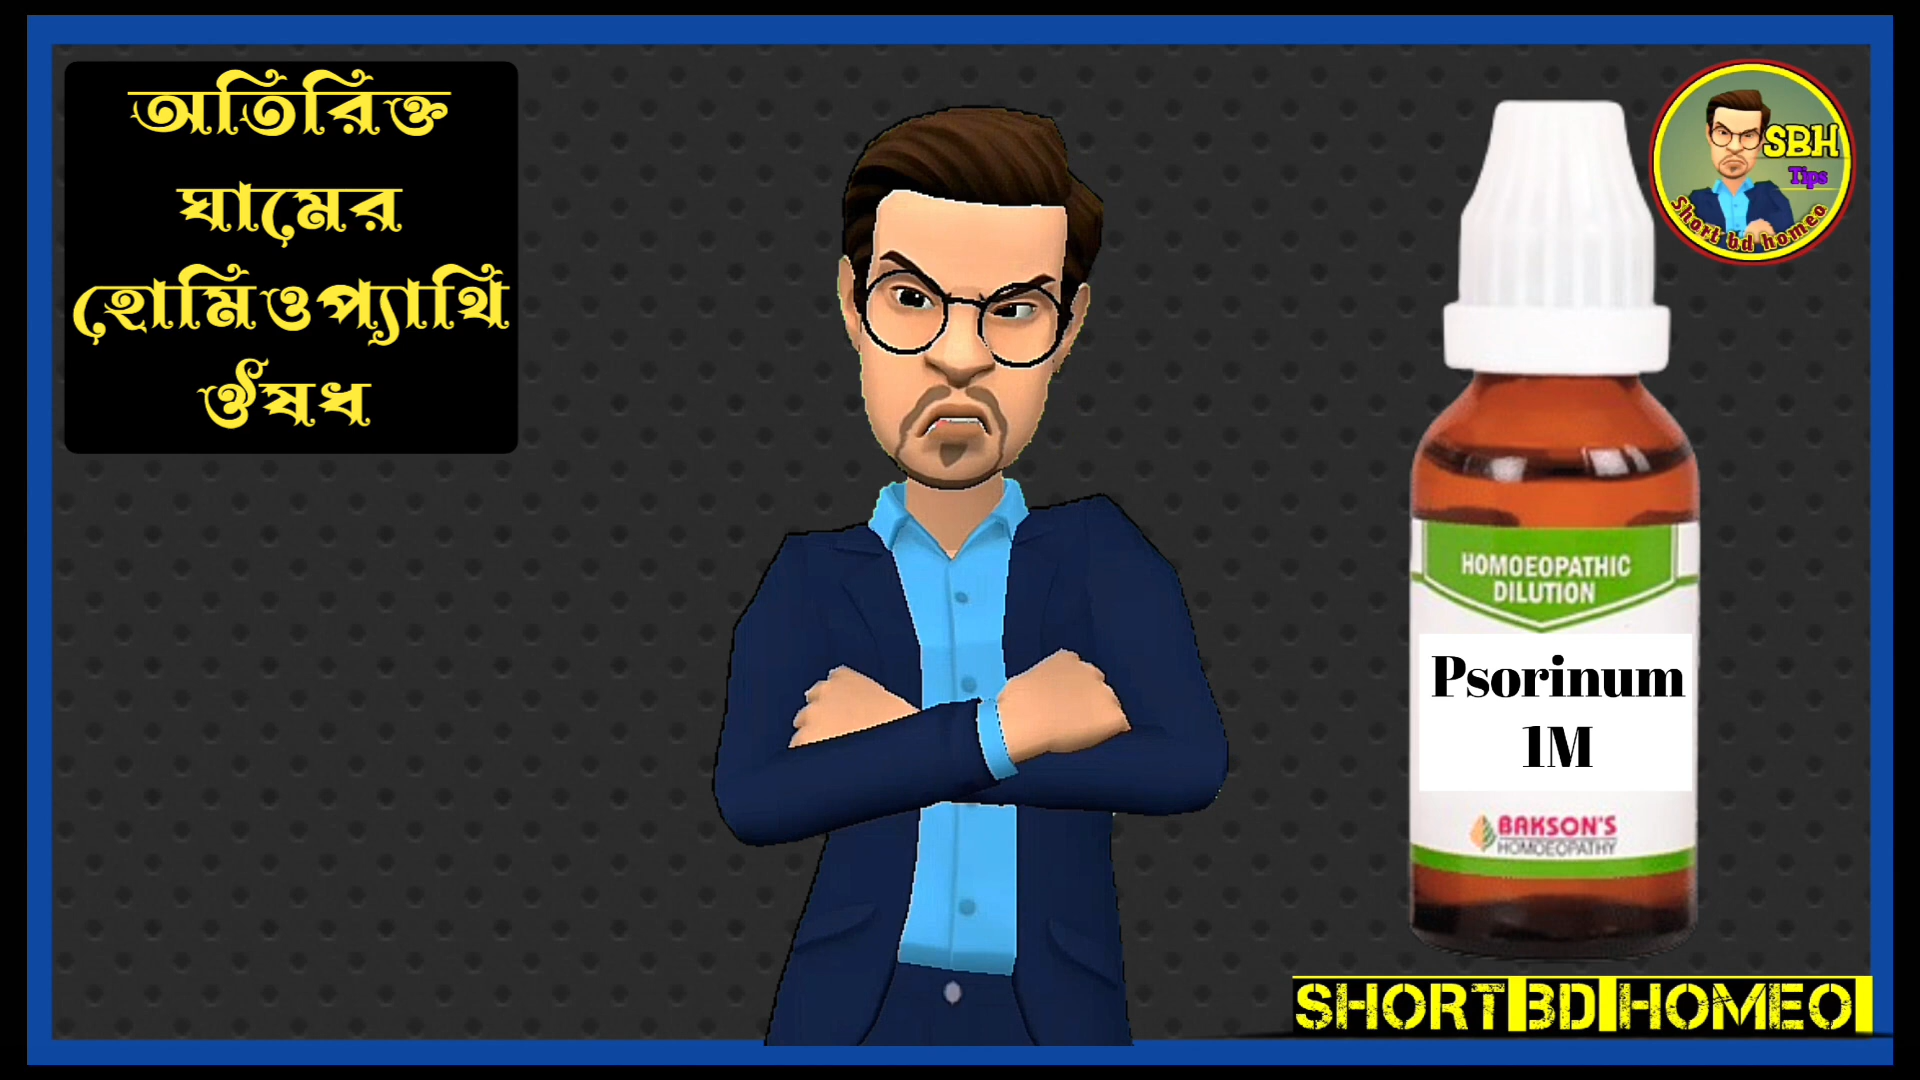 অতিরিক্ত
ঘামের
হোমিওপ্যাথি
ঔষধ
SBH
Tips
Short bd homeo
HOMOEOPATHIC
DILUTION
Psorinum
1M
BAKSON'S
HOMOEOPATHY
SHORT BD HOMEO